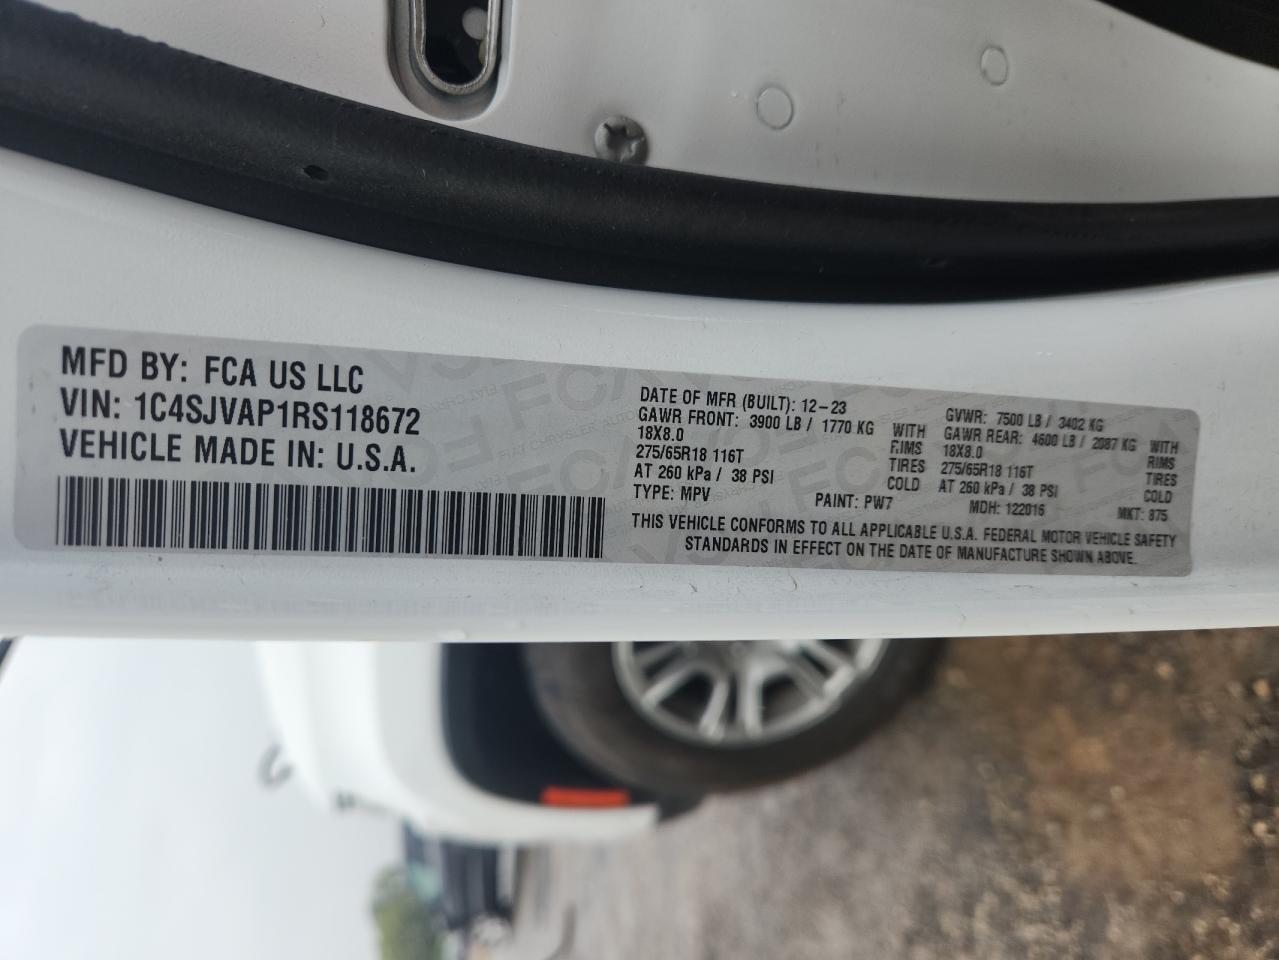 MFD BY: FCA US LLC
VIN: 1C4SJVAP1RS118672
VEHICLE MADE IN: U.S.A.
DATE OF MFR (BUILT): 12-23
GAWR FRONT: 3900 LB / 1770 KG WITH
18X8.0 RIMS
275/65R18 116T TIRES
AT 260 kPa / 38 PSI COLD
TYPE: MPV PAINT: PW7
GVWR: 7500 LB / 3402 KG
GAWR REAR: 4600 LB / 2087 KG WITH
18X8.0 RIMS
275/65R18 116T TIRES
AT 260 kPa / 38 PSI COLD
MDH: 122016 MKT: 875
THIS VEHICLE CONFORMS TO ALL APPLICABLE U.S.A. FEDERAL MOTOR VEHICLE SAFETY
STANDARDS IN EFFECT ON THE DATE OF MANUFACTURE SHOWN ABOVE.